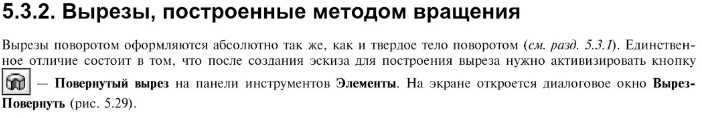 5.3.2. Вырезы, построенные методом вращения
Вырезы поворотом оформляются абсолютно так же, как и твердое тело поворотом (см. разд. 5.3.1). Единствен-
ное отличие состоит в том, что после создания эскиза для построения выреза нужно активизировать кнопку
— Повернутый вырез на панели инструментов Элементы. На экране откроется диалоговое окно Вырез-
Повернуть (рис. 5.29).